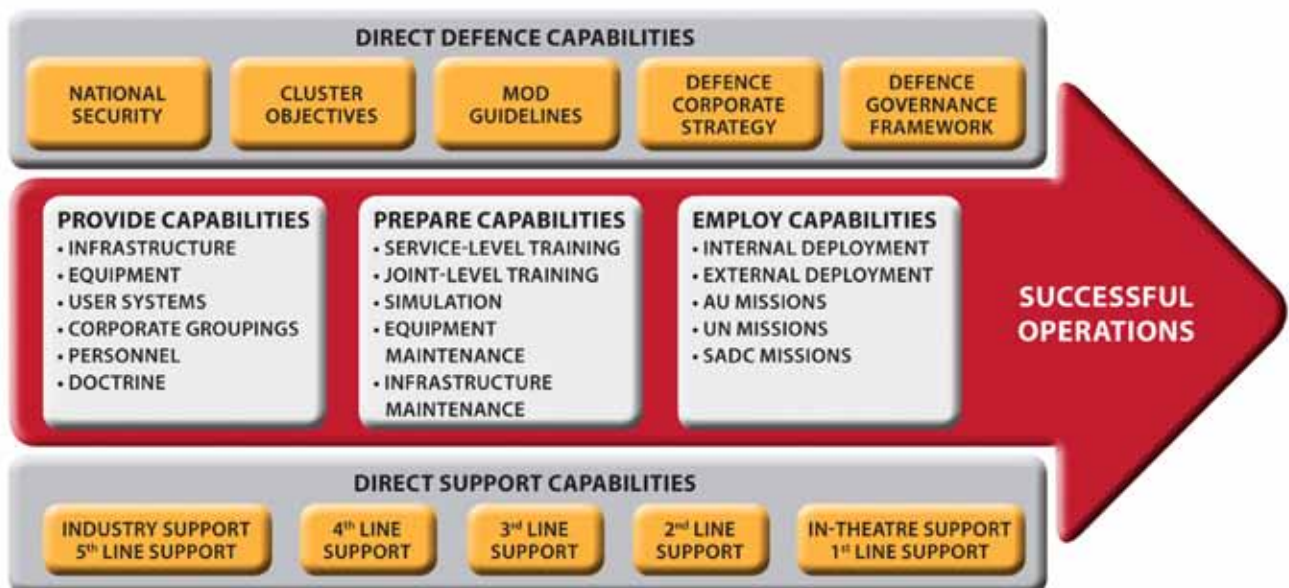 DIRECT DEFENCE CAPABILITIES
NATIONAL
SECURITY
CLUSTER
OBJECTIVES
MOD
GUIDELINES
DEFENCE
CORPORATE
STRATEGY
DEFENCE
GOVERNANCE
FRAMEWORK
PROVIDE CAPABILITIES
• INFRASTRUCTURE
• EQUIPMENT
• USER SYSTEMS
• CORPORATE GROUPINGS
• PERSONNEL
• DOCTRINE
PREPARE CAPABILITIES
• SERVICE-LEVEL TRAINING
• JOINT-LEVEL TRAINING
• SIMULATION
• EQUIPMENT
MAINTENANCE
• INFRASTRUCTURE
MAINTENANCE
EMPLOY CAPABILITIES
• INTERNAL DEPLOYMENT
• EXTERNAL DEPLOYMENT
• AU MISSIONS
• UN MISSIONS
• SADC MISSIONS
SUCCESSFUL
OPERATIONS
DIRECT SUPPORT CAPABILITIES
INDUSTRY SUPPORT
5th LINE SUPPORT
4th LINE
SUPPORT
3rd LINE
SUPPORT
2nd LINE
SUPPORT
IN-THEATRE SUPPORT
1st LINE SUPPORT